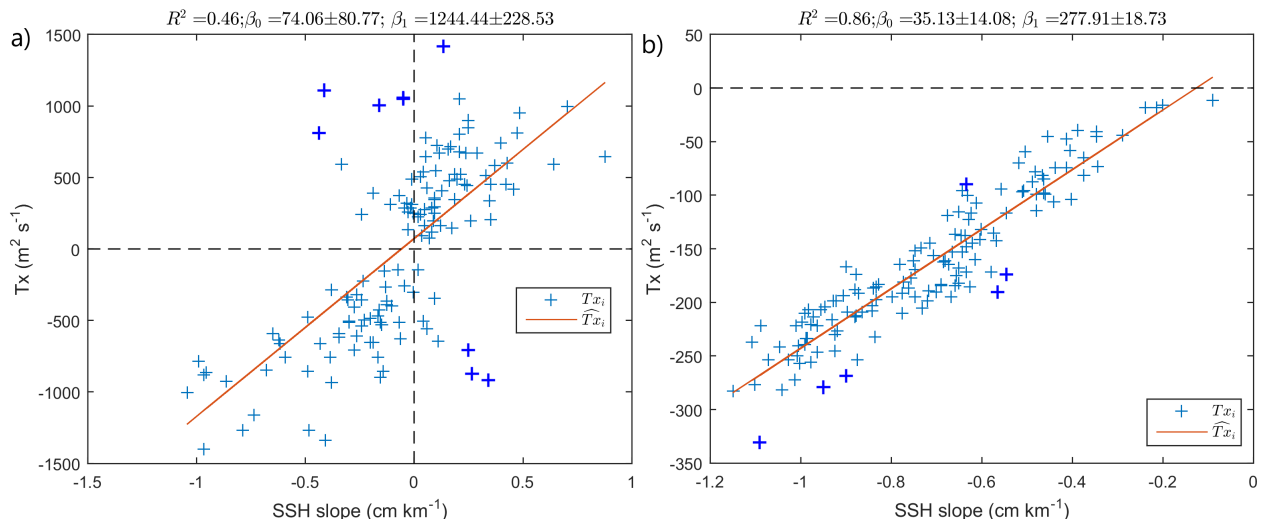 R² =0.46;β₀ =74.06±80.77; β₁ =1244.44±228.53
a)
1500
1000
500
0
-500
-1000
-1500
Tx (m² s⁻¹)
-1.5
-1
-0.5
0
0.5
1
SSH slope (cm km⁻¹)
Txᵢ
T̂xᵢ
R² =0.86;β₀ =35.13±14.08; β₁ =277.91±18.73
b)
50
0
-50
-100
-150
-200
-250
-300
-350
Tx (m² s⁻¹)
-1.2
-1
-0.8
-0.6
-0.4
-0.2
0
SSH slope (cm km⁻¹)
Txᵢ
T̂xᵢ